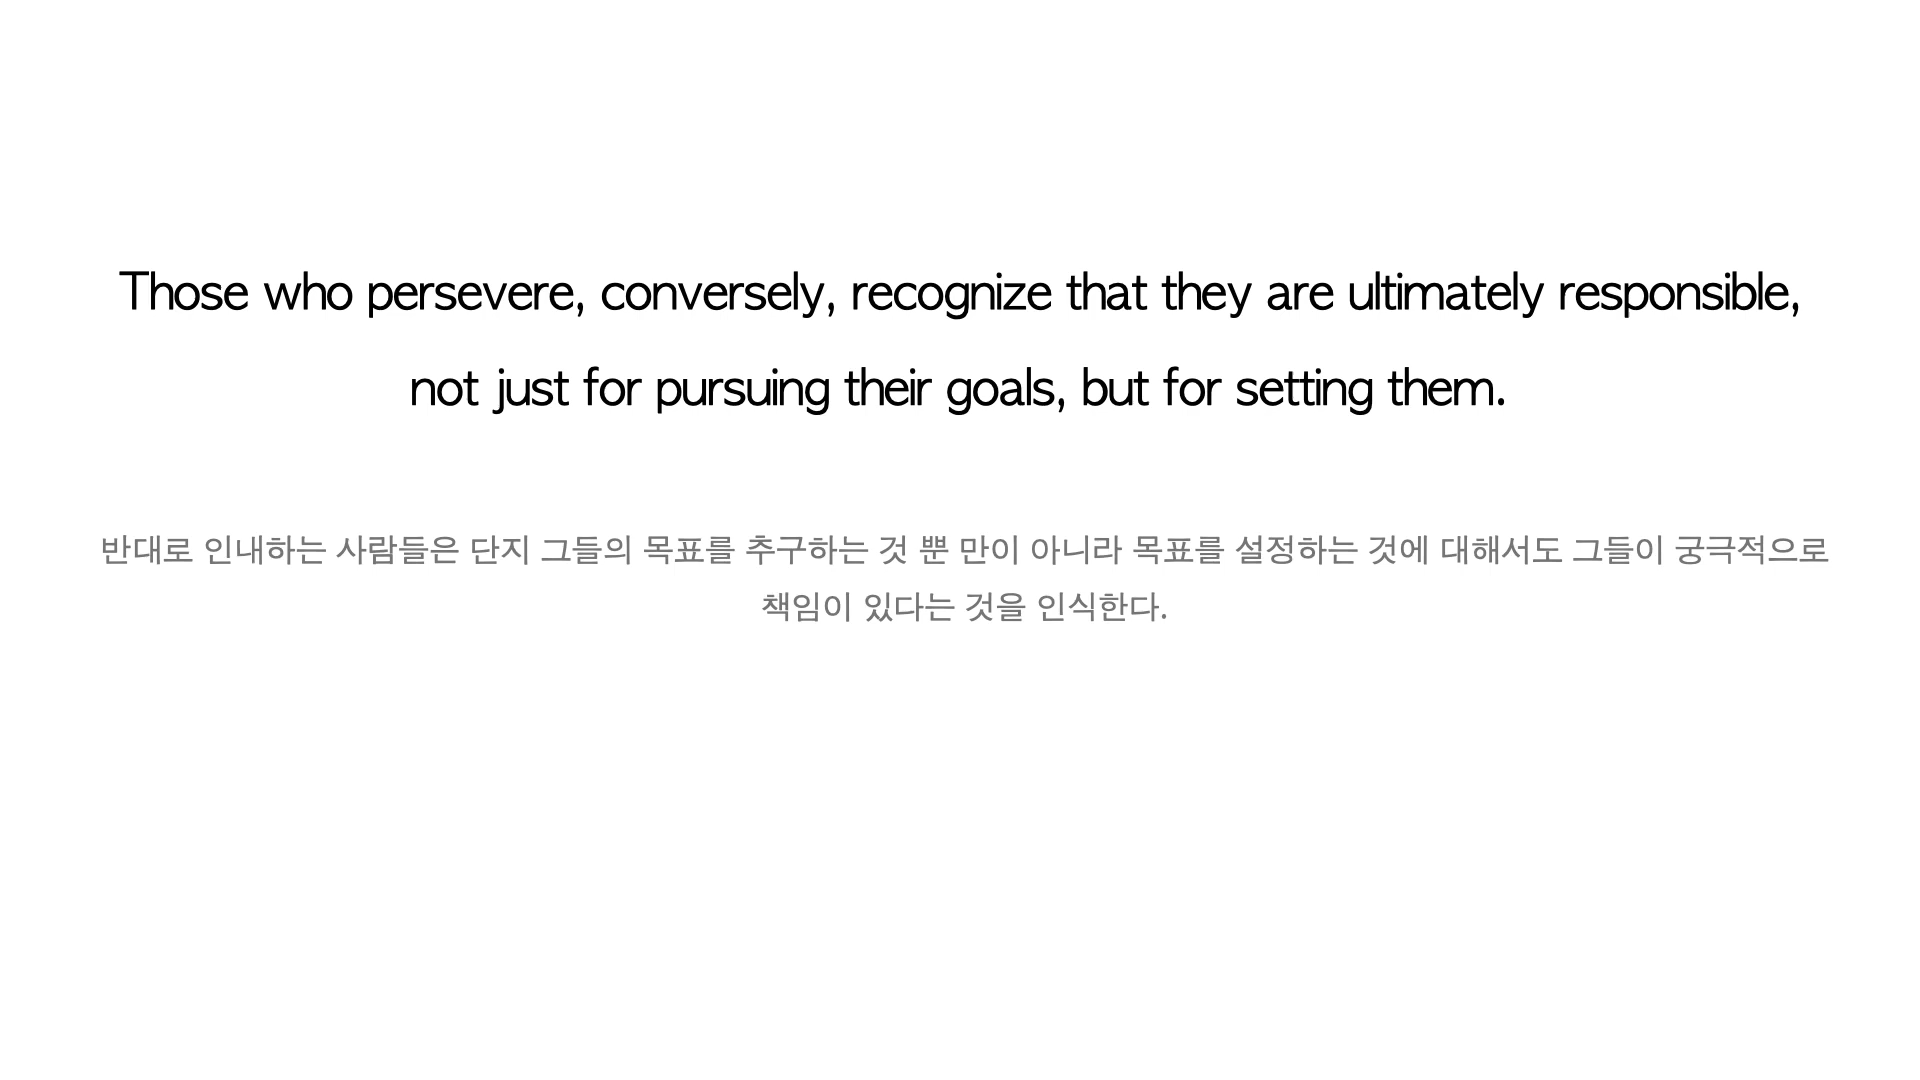 Those who persevere, conversely, recognize that they are ultimately responsible,
not just for pursuing their goals, but for setting them.
반대로 인내하는 사람들은 단지 그들의 목표를 추구하는 것 뿐 만이 아니라 목표를 설정하는 것에 대해서도 그들이 궁극적으로
책임이 있다는 것을 인식한다.